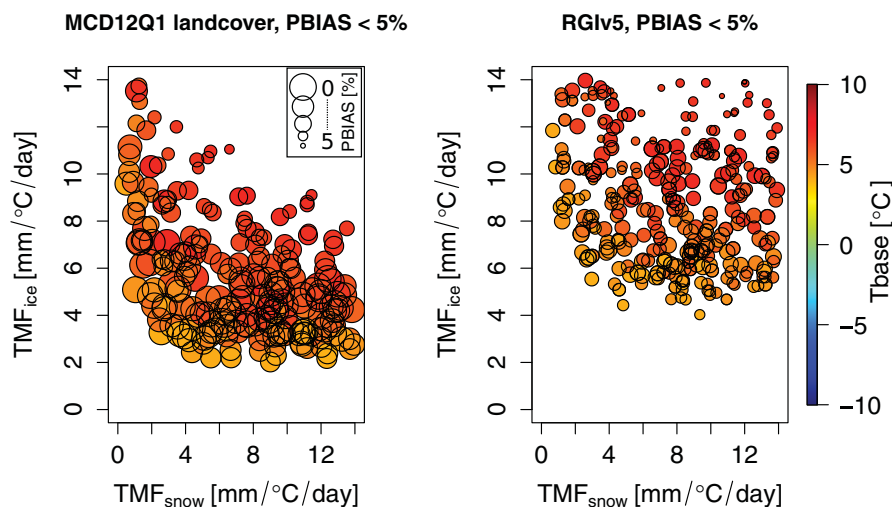 MCD12Q1 landcover, PBIAS < 5%
RGIv5, PBIAS < 5%
TMFice [mm/°C/day]
0 2 4 6 8 10 14
0 4 8 12
TMFsnow [mm/°C/day]
0
5
PBIAS [%]
TMFice [mm/°C/day]
0 2 4 6 8 10 14
0 4 8 12
TMFsnow [mm/°C/day]
10
5
0
−5
−10
Tbase [°C]